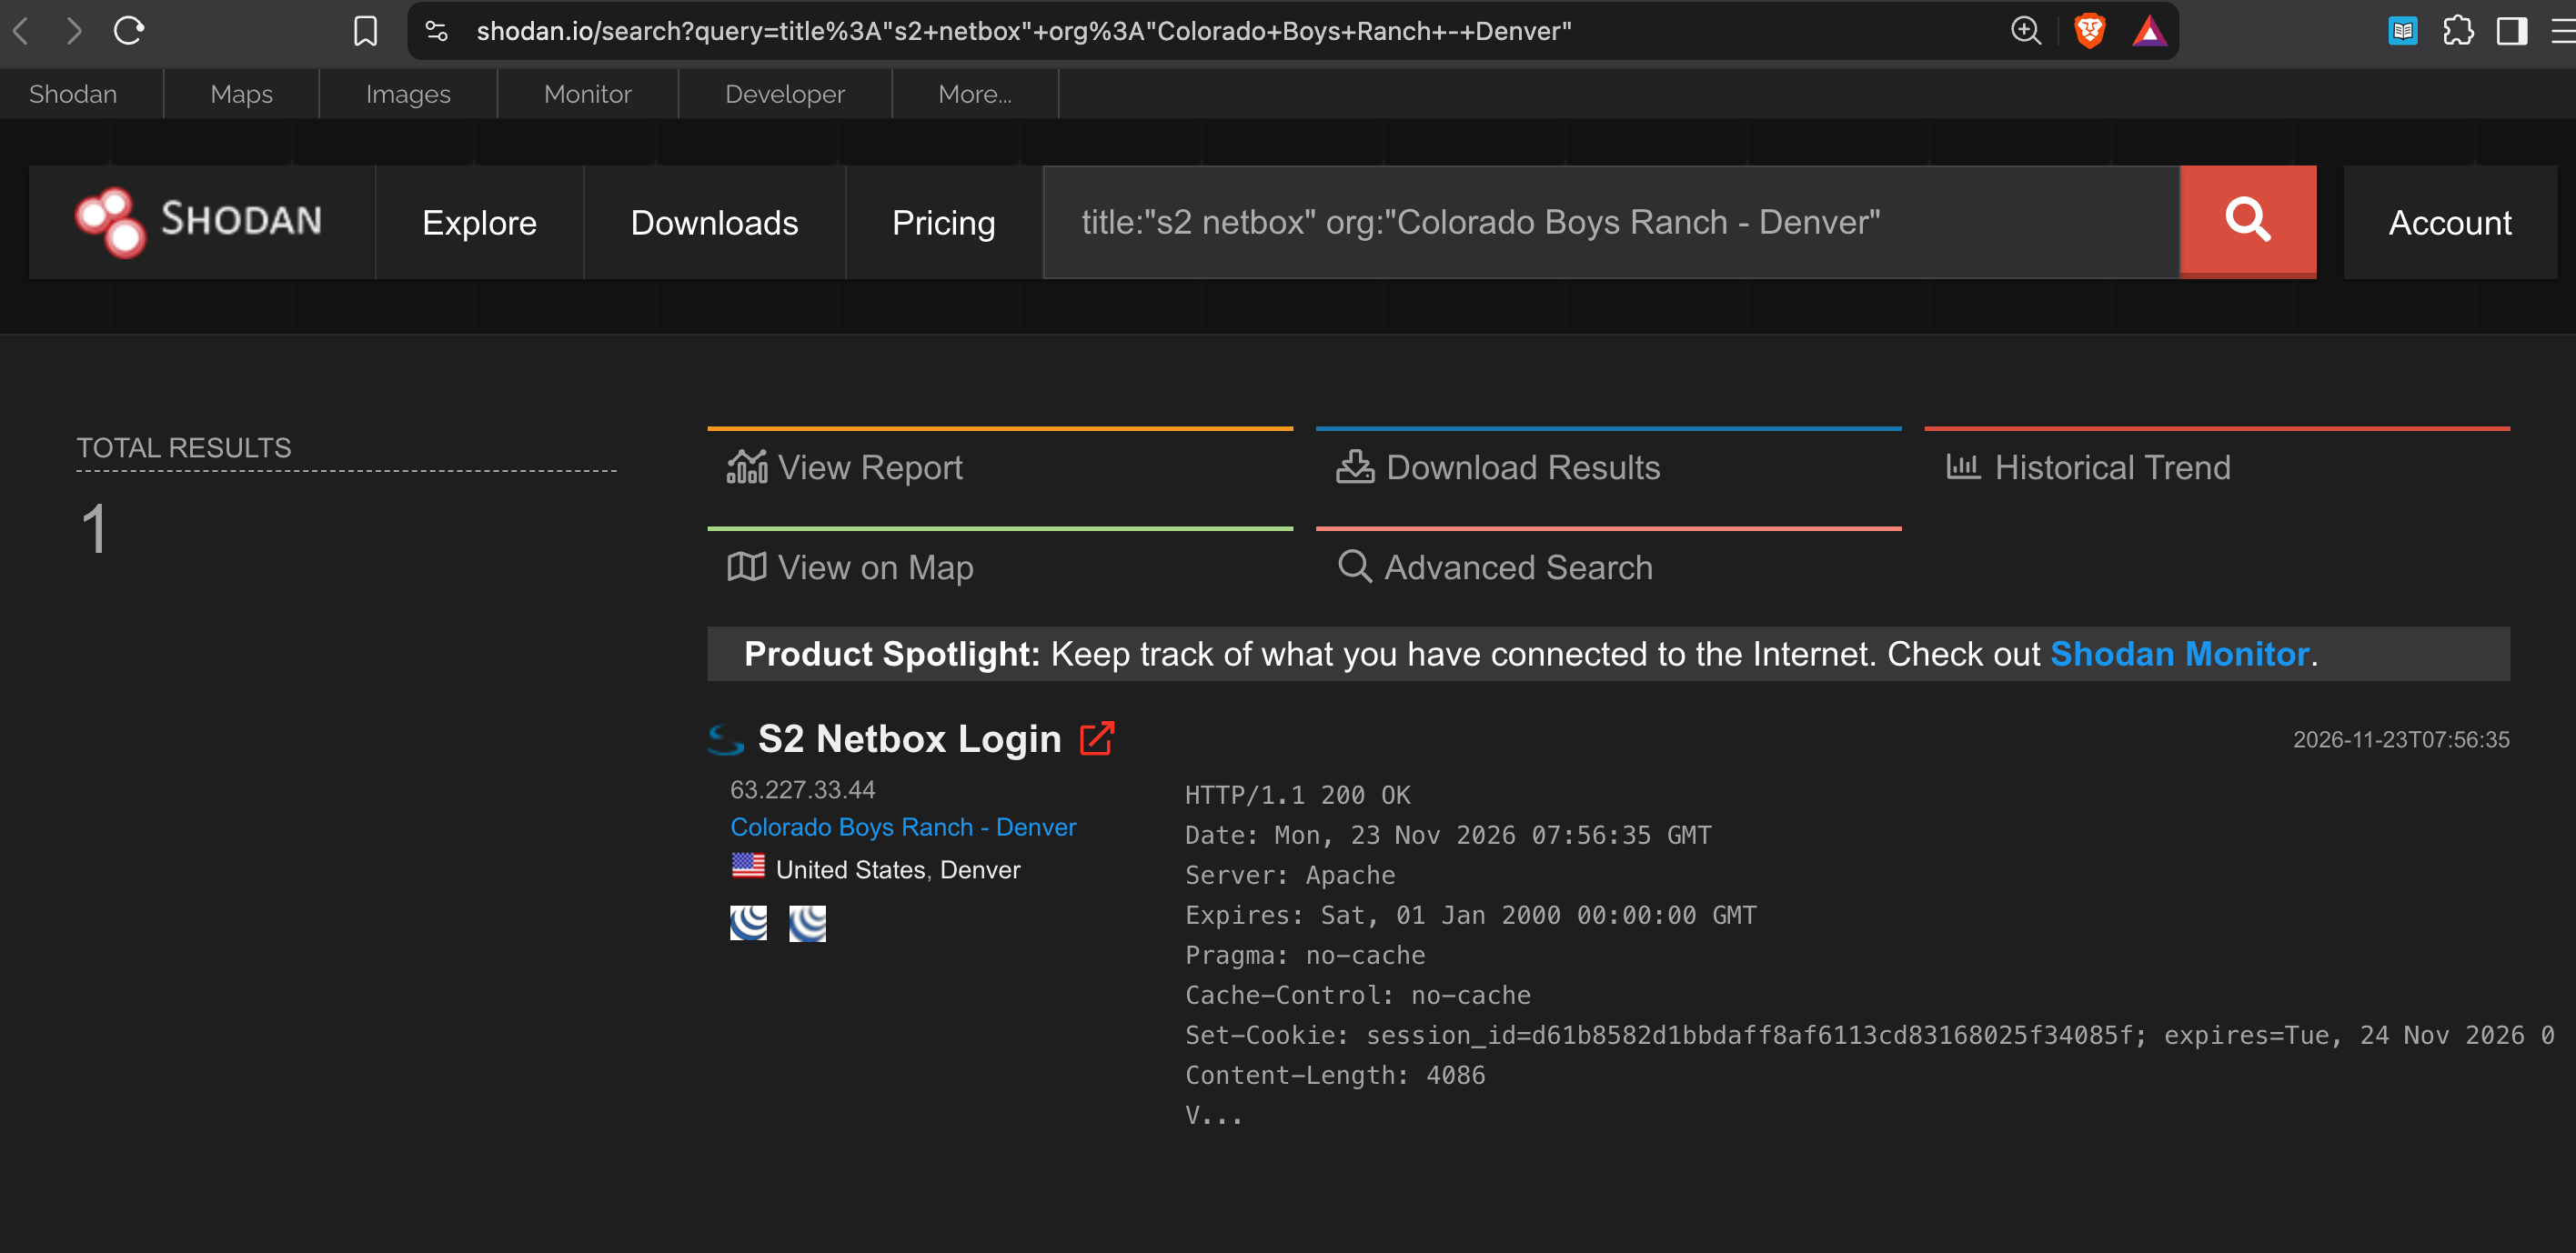 shodan.io/search?query=title%3A"s2+netbox"+org%3A"Colorado+Boys+Ranch+-+Denver"
Shodan Maps Images Monitor Developer More...
SHODAN Explore Downloads Pricing title:"s2 netbox" org:"Colorado Boys Ranch - Denver" Account
TOTAL RESULTS
1
View Report Download Results Historical Trend
View on Map Advanced Search
Product Spotlight: Keep track of what you have connected to the Internet. Check out Shodan Monitor.
S2 Netbox Login 2026-11-23T07:56:35
63.227.33.44
Colorado Boys Ranch - Denver
United States, Denver
HTTP/1.1 200 OK
Date: Mon, 23 Nov 2026 07:56:35 GMT
Server: Apache
Expires: Sat, 01 Jan 2000 00:00:00 GMT
Pragma: no-cache
Cache-Control: no-cache
Set-Cookie: session_id=d61b8582d1bbdaff8af6113cd83168025f34085f; expires=Tue, 24 Nov 2026 0
Content-Length: 4086
V...